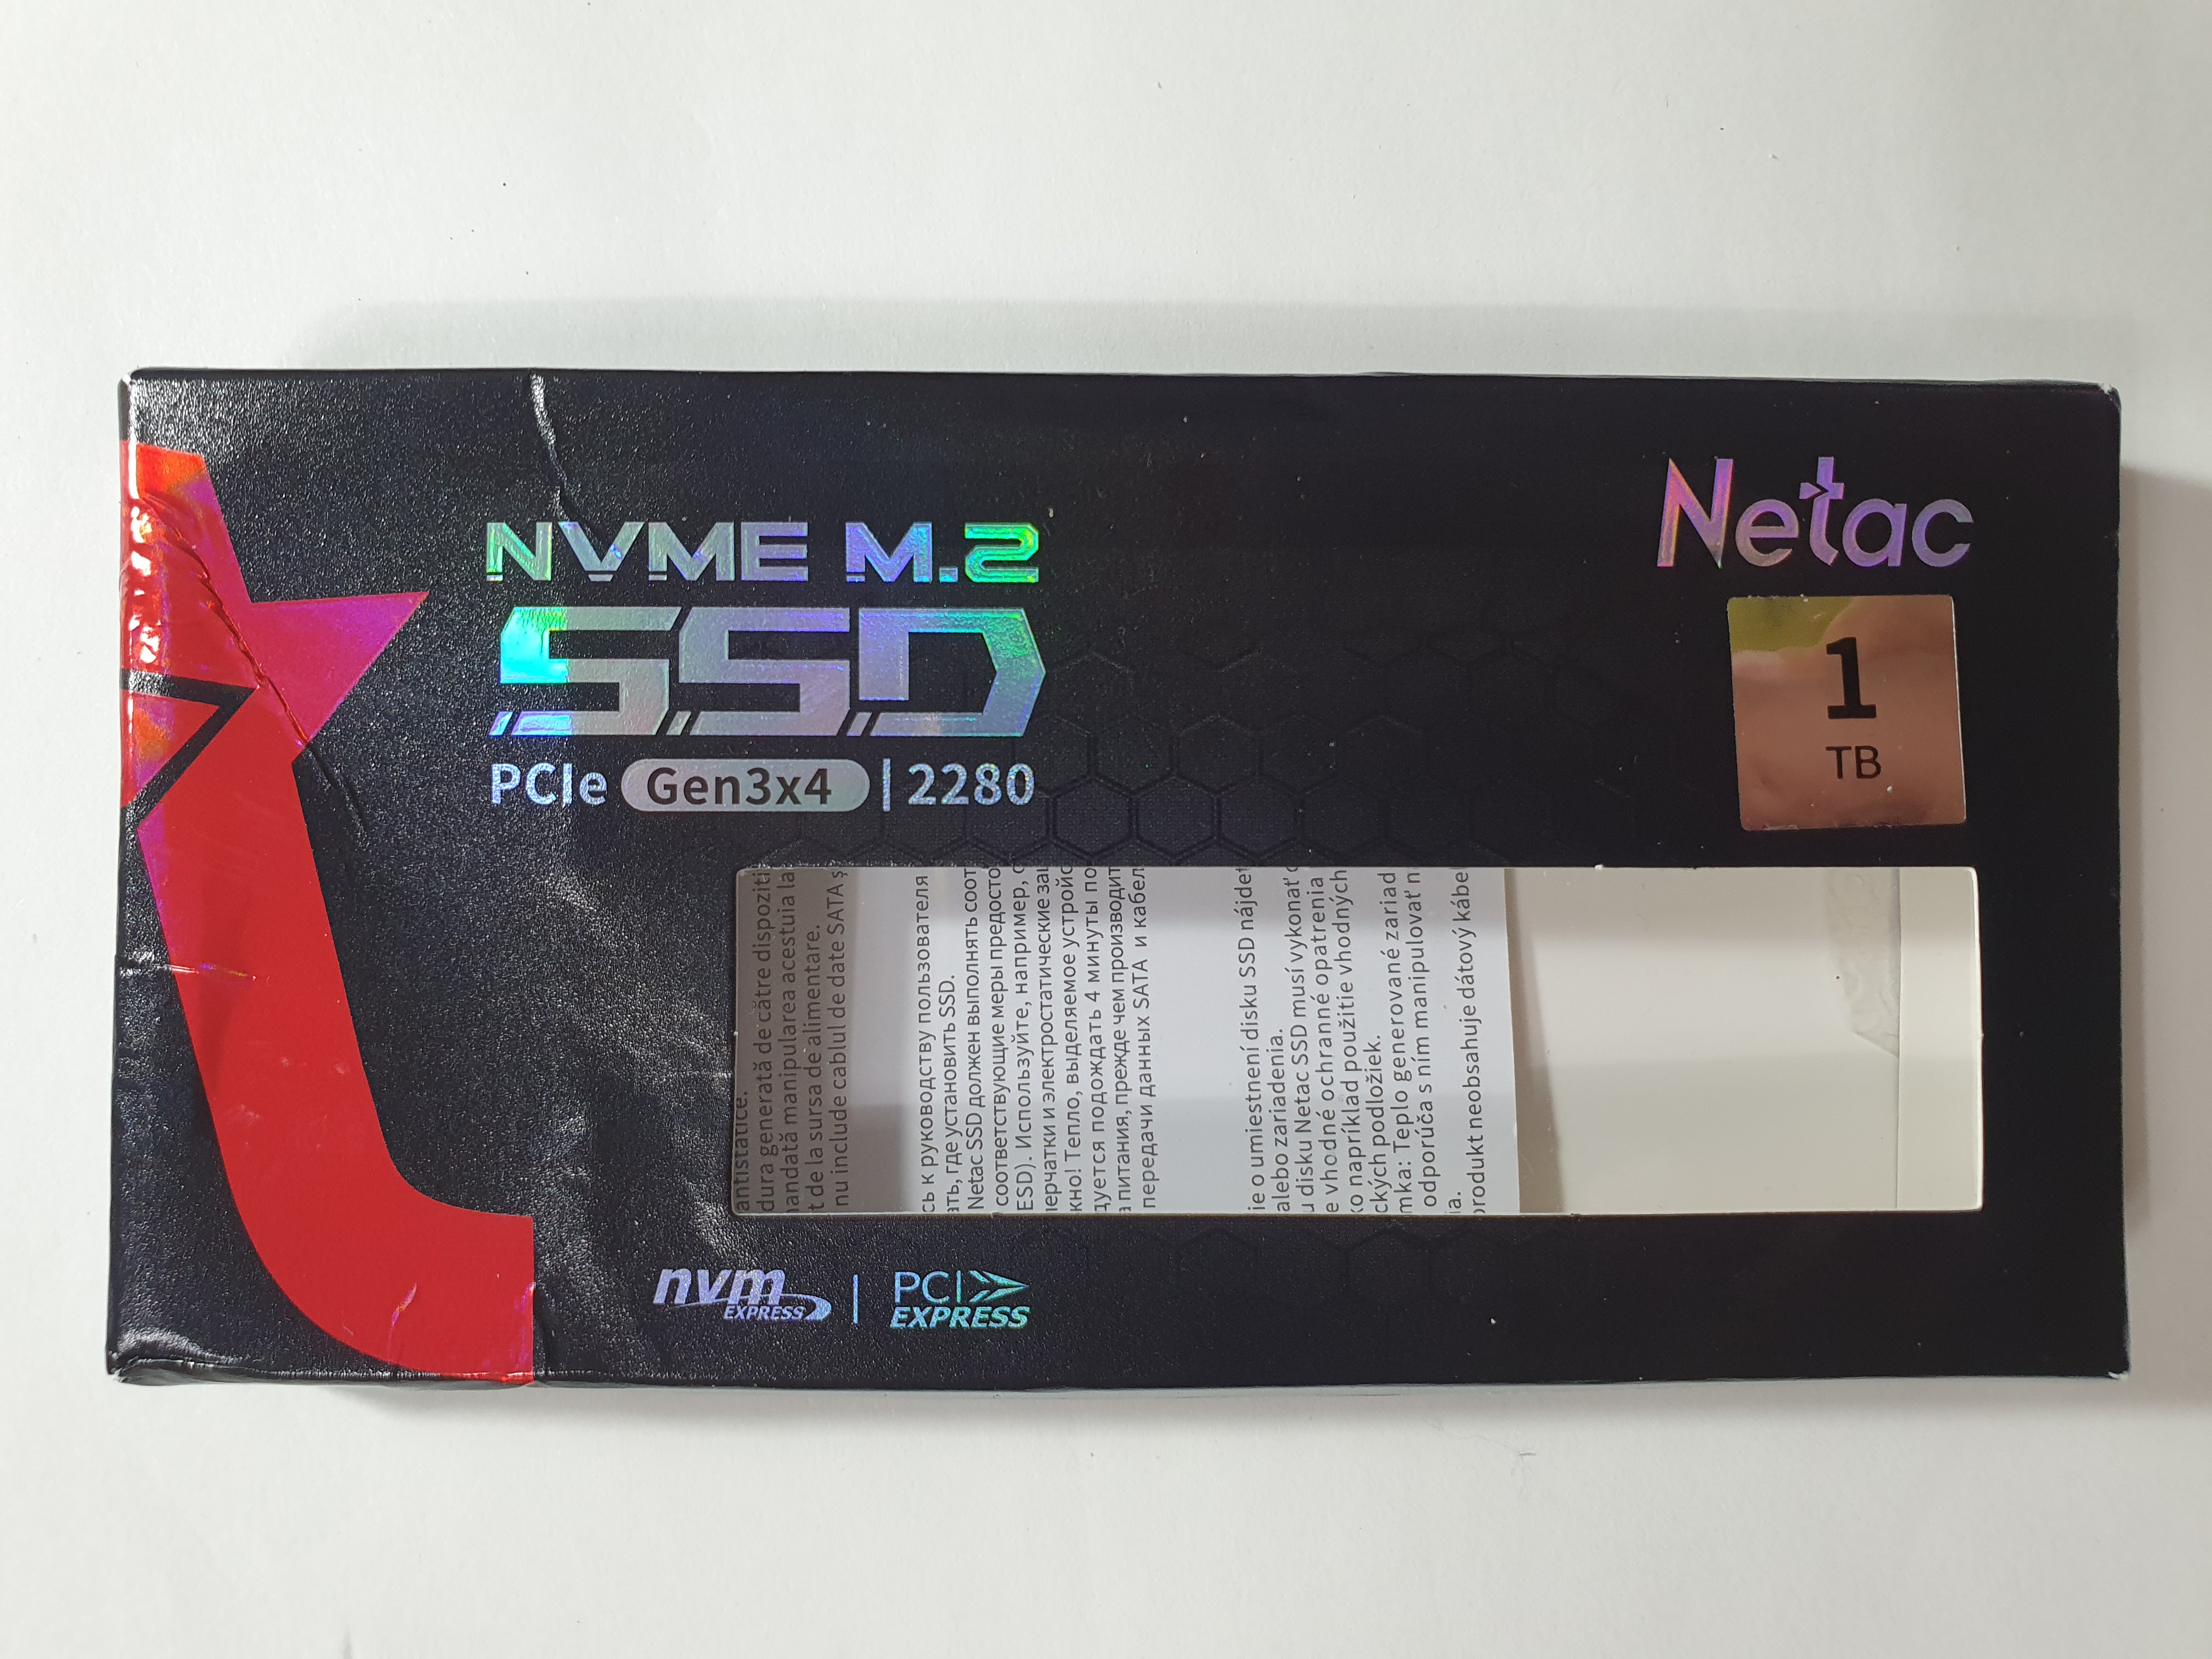 NVME M.2
SSD
PCIe Gen3x4 | 2280
Netac
1
TB
antistatice.
dura generată de către dispoziti
andată manipularea acestuia la
t de la sursa de alimentare.
nu include cablul de date SATA ș
сь к руководству пользователя
ать, где установить SSD.
Netac SSD должен выполнять соот
соответствующие меры предосто
ESD). Используйте, например,
ерчатки и электростатические
кно! Тепло, выделяемое устройс
дуется подождать 4 минуты по
питания, прежде чем производит
передачи данных SATA и кабел
ie o umiestnení disku SSD nájdet
alebo zariadenia.
u disku Netac SSD musí vykonať
e vhodné ochranné opatrenia
ko napríklad použitie vhodných
ckých podložiek.
mka: Teplo generované zariad
odporúča s ním manipulovať n
ia.
produkt neobsahuje dátový kábe
nvm
EXPRESS
PCI
EXPRESS